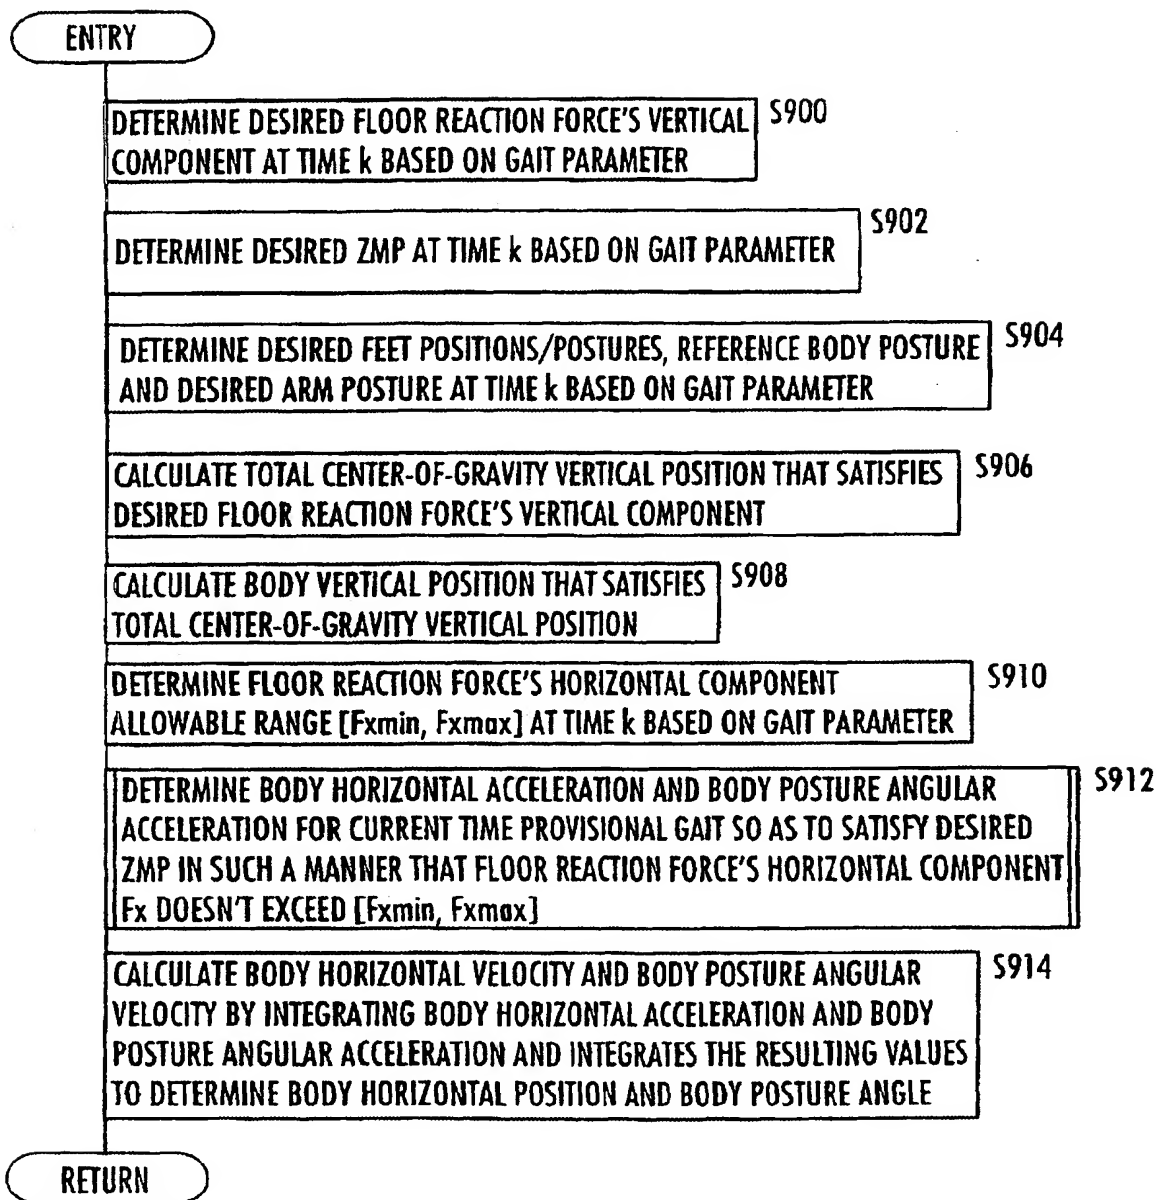 ENTRY
DETERMINE DESIRED FLOOR REACTION FORCE'S VERTICAL S900
COMPONENT AT TIME k BASED ON GAIT PARAMETER
S902
DETERMINE DESIRED ZMP AT TIME k BASED ON GAIT PARAMETER
DETERMINE DESIRED FEET POSITIONS/POSTURES, REFERENCE BODY POSTURE S904
AND DESIRED ARM POSTURE AT TIME k BASED ON GAIT PARAMETER
CALCULATE TOTAL CENTER-OF-GRAVITY VERTICAL POSITION THAT SATISFIES S906
DESIRED FLOOR REACTION FORCE'S VERTICAL COMPONENT
CALCULATE BODY VERTICAL POSITION THAT SATISFIES S908
TOTAL CENTER-OF-GRAVITY VERTICAL POSITION
DETERMINE FLOOR REACTION FORCE'S HORIZONTAL COMPONENT S910
ALLOWABLE RANGE [Fxmin, Fxmax] AT TIME k BASED ON GAIT PARAMETER
DETERMINE BODY HORIZONTAL ACCELERATION AND BODY POSTURE ANGULAR S912
ACCELERATION FOR CURRENT TIME PROVISIONAL GAIT SO AS TO SATISFY DESIRED
ZMP IN SUCH A MANNER THAT FLOOR REACTION FORCE'S HORIZONTAL COMPONENT
Fx DOESN'T EXCEED [Fxmin, Fxmax]
CALCULATE BODY HORIZONTAL VELOCITY AND BODY POSTURE ANGULAR S914
VELOCITY BY INTEGRATING BODY HORIZONTAL ACCELERATION AND BODY
POSTURE ANGULAR ACCELERATION AND INTEGRATES THE RESULTING VALUES
TO DETERMINE BODY HORIZONTAL POSITION AND BODY POSTURE ANGLE
RETURN